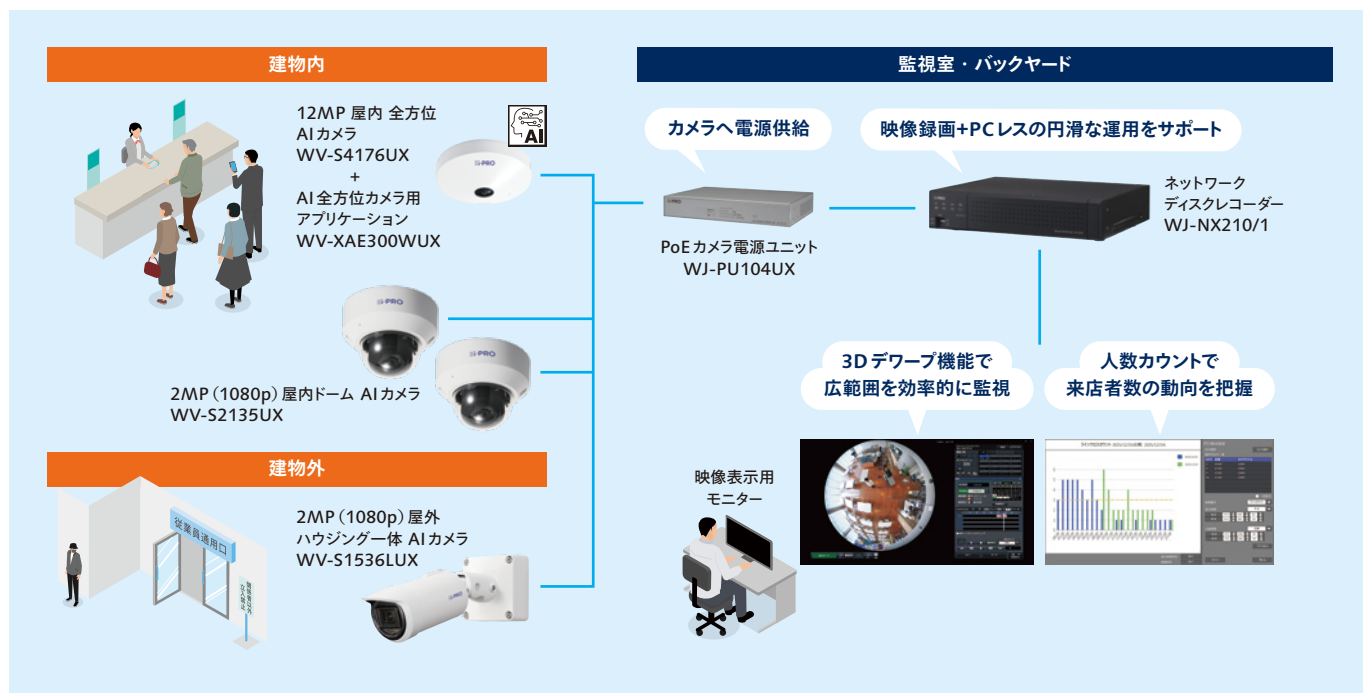 建物内
12MP 屋内 全方位
AIカメラ
WV-S4176UX
+
AI 全方位カメラ用
アプリケーション
WV-XAE300WUX
AI
i-PRO
i-PRO
i-PRO
2MP（1080p）屋内ドーム AIカメラ
WV-S2135UX
建物外
従業員通用口
2MP（1080p）屋外
ハウジング一体 AIカメラ
WV-S1536LUX
i-PRO
監視室・バックヤード
カメラへ電源供給
映像録画+PCレスの円滑な運用をサポート
PoEカメラ電源ユニット
WJ-PU104UX
ネットワーク
ディスクレコーダー
WJ-NX210/1
3Dデワープ機能で
広範囲を効率的に監視
人数カウントで
来店者数の動向を把握
映像表示用
モニター